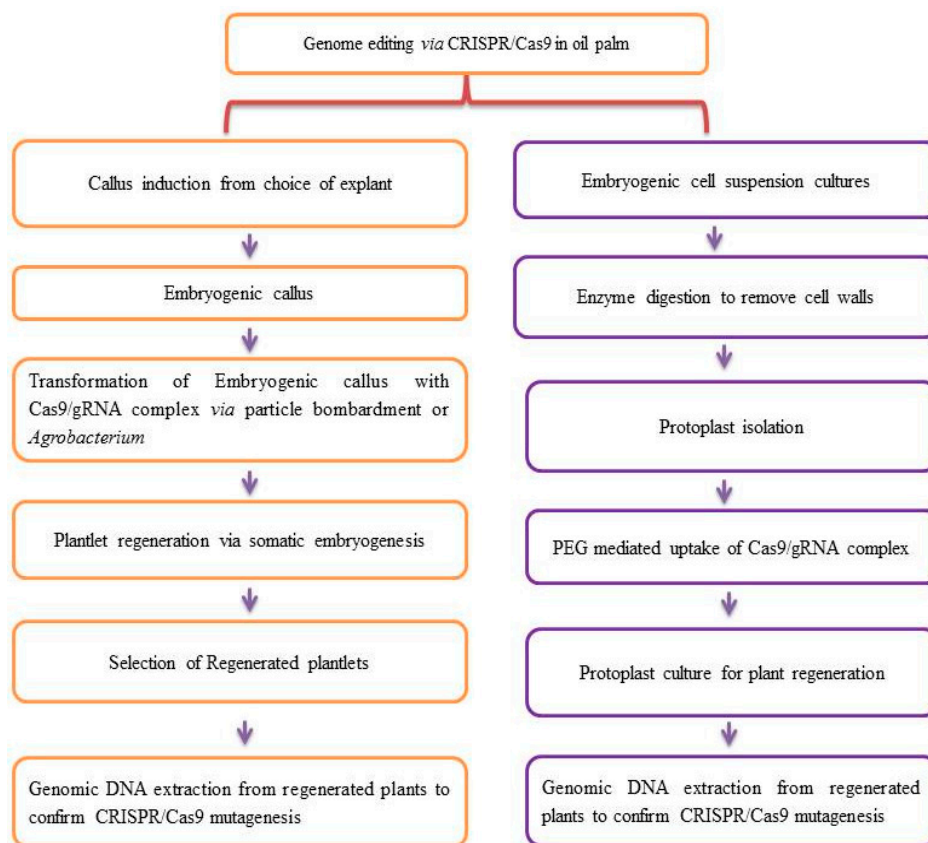 Genome editing via CRISPR/Cas9 in oil palm
Callus induction from choice of explant
Embryogenic callus
Transformation of Embryogenic callus with
Cas9/gRNA complex via particle bombardment or
Agrobacterium
Plantlet regeneration via somatic embryogenesis
Selection of Regenerated plantlets
Genomic DNA extraction from regenerated plants to
confirm CRISPR/Cas9 mutagenesis
Embryogenic cell suspension cultures
Enzyme digestion to remove cell walls
Protoplast isolation
PEG mediated uptake of Cas9/gRNA complex
Protoplast culture for plant regeneration
Genomic DNA extraction from regenerated
plants to confirm CRISPR/Cas9 mutagenesis